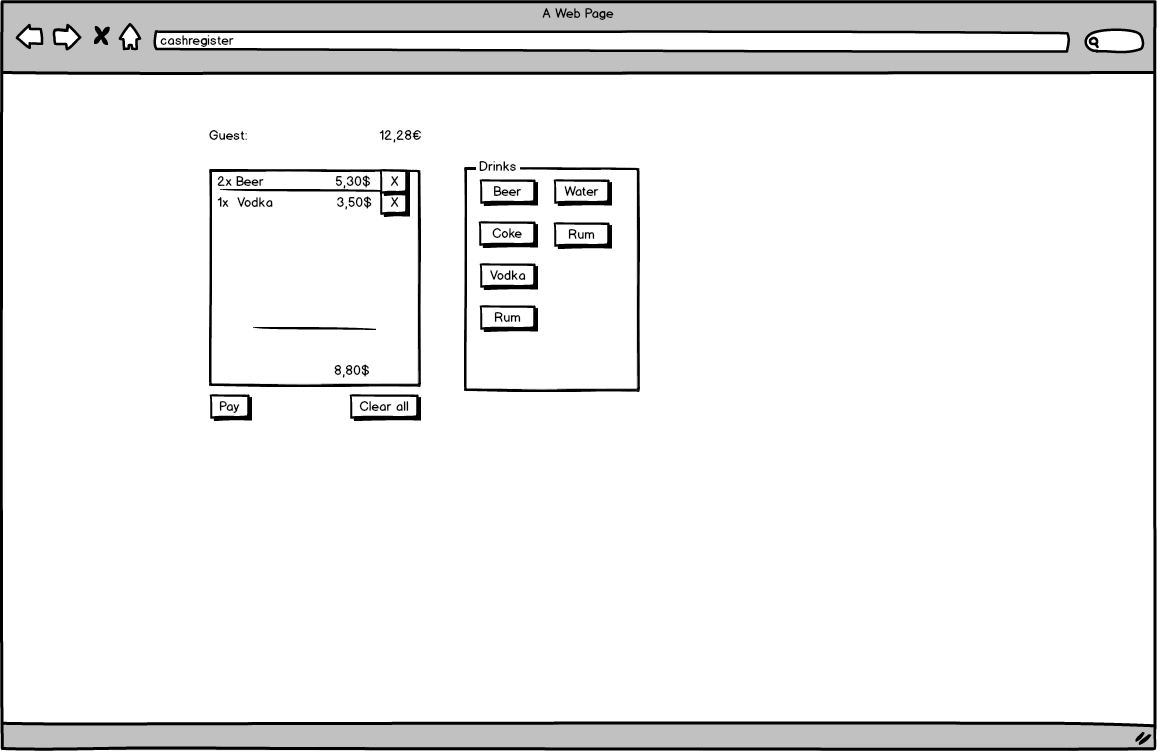 A Web Page
cashregister
Guest: 12,28€
2x Beer 5,30$ X
1x Vodka 3,50$ X
8,80$
Pay Clear all
Drinks
Beer Water
Coke Rum
Vodka
Rum